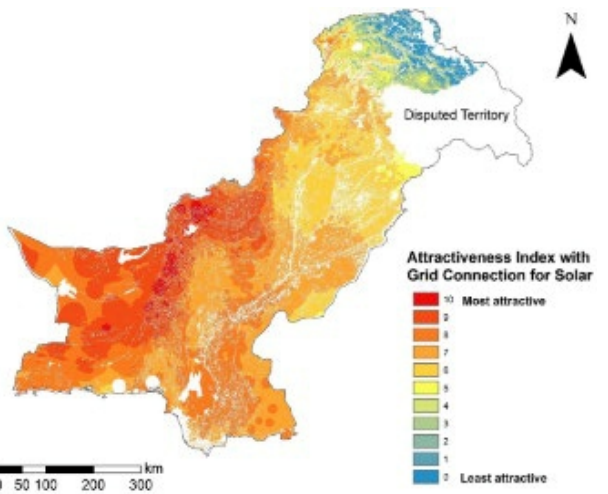 N
Disputed Territory
Attractiveness Index with
Grid Connection for Solar
10 Most attractive
9
8
7
6
5
4
3
2
1
0 Least attractive
0 50 100 200 300 km